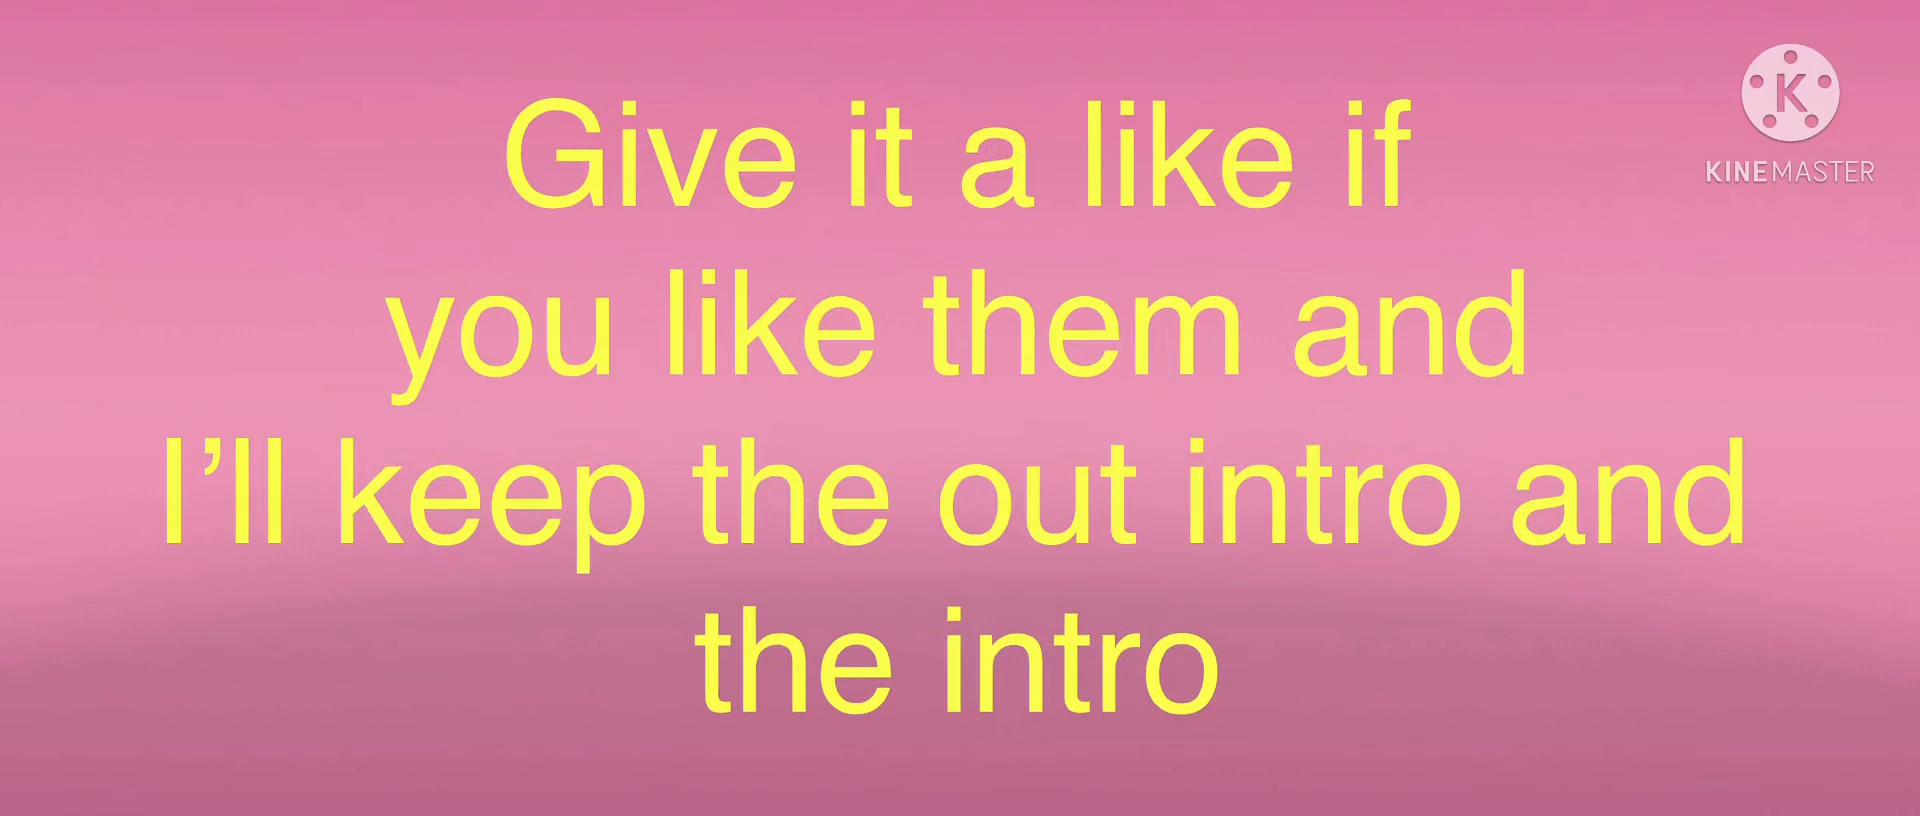 Give it a like if
you like them and
I’ll keep the out intro and
the intro
K
KINEMASTER